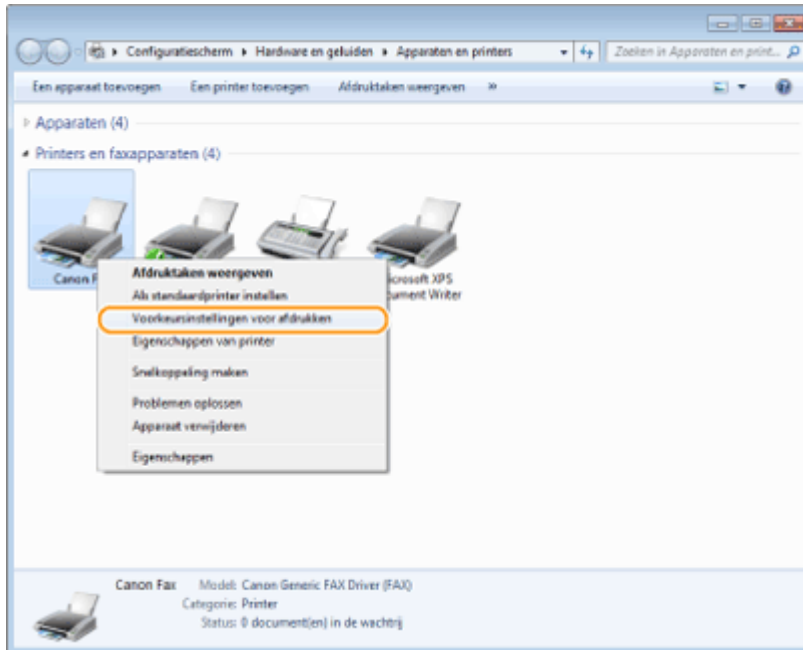 Configuratiescherm ▸ Hardware en geluiden ▸ Apparaten en printers
Zoeken in Apparaten en print...
Een apparaat toevoegen Een printer toevoegen Afdruktaken weergeven »
Apparaten (4)
Printers en faxapparaten (4)
Canon F
crosoft XPS
ument Writer
Afdruktaken weergeven
Als standaardprinter instellen
Voorkeursinstellingen voor afdrukken
Eigenschappen van printer
Snelkoppeling maken
Problemen oplossen
Apparaat verwijderen
Eigenschappen
Canon Fax Model: Canon Generic FAX Driver (FAX)
Categorie: Printer
Status: 0 document(en) in de wachtrij